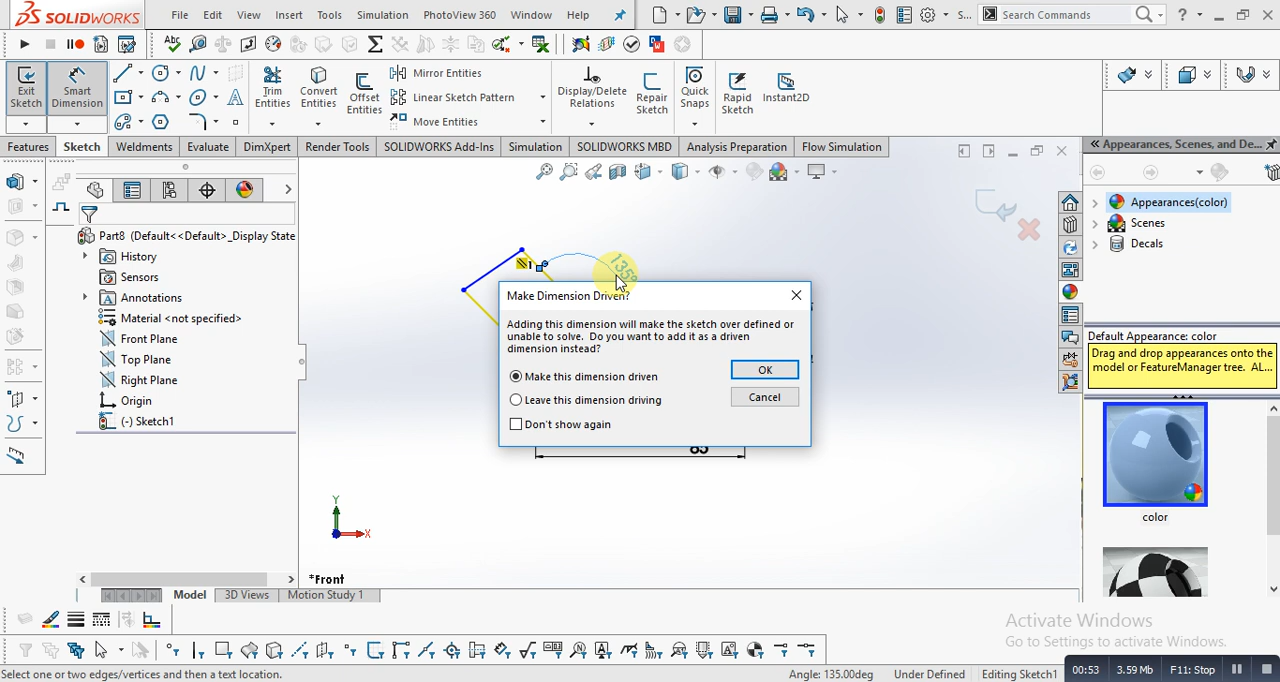 SOLIDWORKS File Edit View Insert Tools Simulation PhotoView 360 Window Help S... Search Commands
Exit Sketch
Smart Dimension
Trim Entities
Convert Entities
Offset Entities
Mirror Entities
Linear Sketch Pattern
Move Entities
Display/Delete Relations
Repair Sketch
Quick Snaps
Rapid Sketch
Instant2D
Features Sketch Weldments Evaluate DimXpert Render Tools SOLIDWORKS Add-Ins Simulation SOLIDWORKS MBD Analysis Preparation Flow Simulation
Part8 (Default<<Default>_Display State
History
Sensors
Annotations
Material <not specified>
Front Plane
Top Plane
Right Plane
Origin
(-) Sketch1
1
135°
Make Dimension Driven?
Adding this dimension will make the sketch over defined or
unable to solve. Do you want to add it as a driven
dimension instead?
Make this dimension driven
Leave this dimension driving
Don't show again
OK
Cancel
Y
X
*Front
Appearances, Scenes, and De...
Appearances(color)
Scenes
Decals
Default Appearance: color
Drag and drop appearances onto the
model or FeatureManager tree. AL...
color
Model 3D Views Motion Study 1
Activate Windows
Go to Settings to activate Windows.
Select one or two edges/vertices and then a text location.
Angle: 135.00deg Under Defined Editing Sketch1
00:53 3.59 Mb F11: Stop